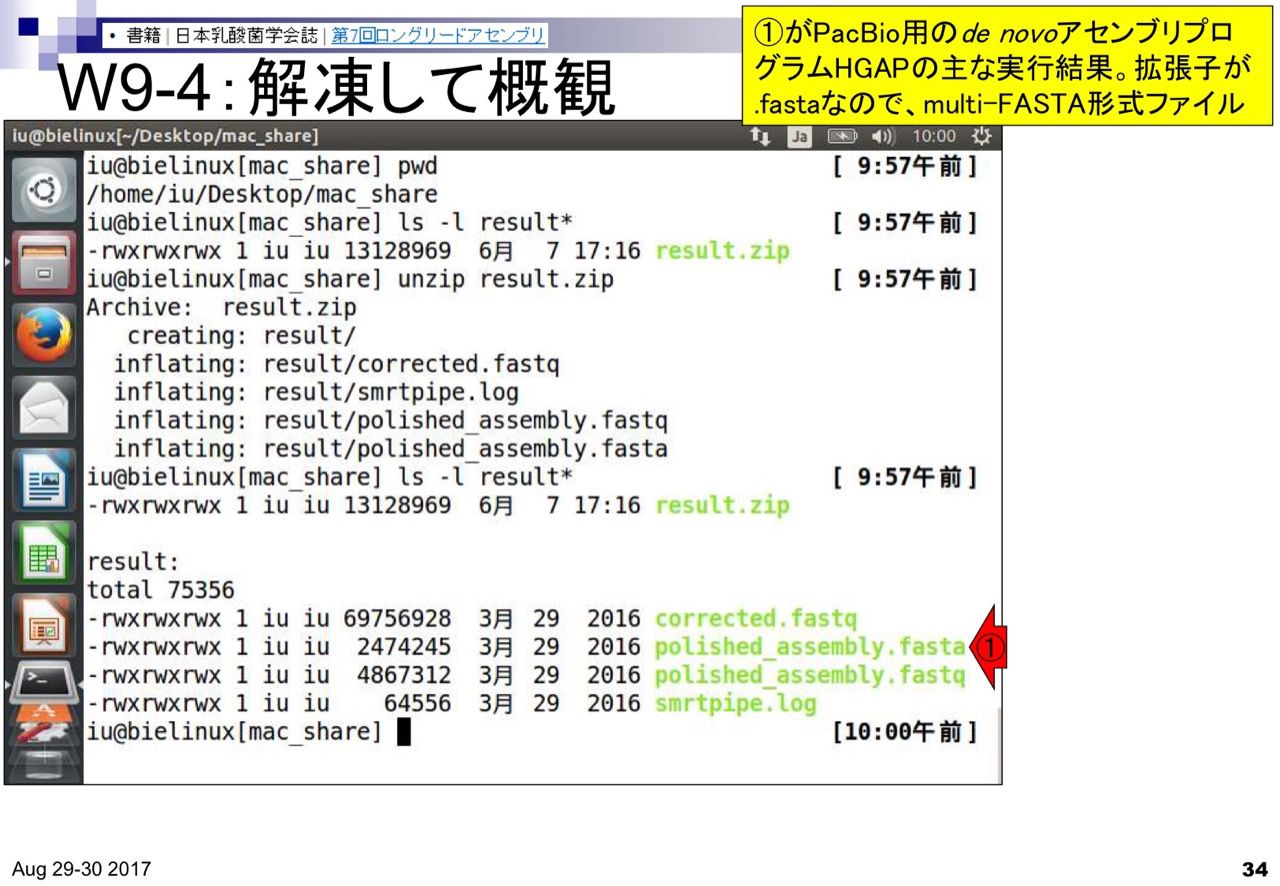 • 書籍 | 日本乳酸菌学会誌 | 第7回ロングリードアセンブリ
W9-4：解凍して概観
①がPacBio用のde novoアセンブリプロ
グラムHGAPの主な実行結果。拡張子が
.fastaなので、multi-FASTA形式ファイル
iu@bielinux[~/Desktop/mac_share] Ja 10:00
iu@bielinux[mac_share] pwd [ 9:57午前]
/home/iu/Desktop/mac_share
iu@bielinux[mac_share] ls -l result* [ 9:57午前]
-rwxrwxrwx 1 iu iu 13128969 6月 7 17:16 result.zip
iu@bielinux[mac_share] unzip result.zip [ 9:57午前]
Archive: result.zip
creating: result/
inflating: result/corrected.fastq
inflating: result/smrtpipe.log
inflating: result/polished_assembly.fastq
inflating: result/polished_assembly.fasta
iu@bielinux[mac_share] ls -l result* [ 9:57午前]
-rwxrwxrwx 1 iu iu 13128969 6月 7 17:16 result.zip
result:
total 75356
-rwxrwxrwx 1 iu iu 69756928 3月 29 2016 corrected.fastq
-rwxrwxrwx 1 iu iu 2474245 3月 29 2016 polished_assembly.fasta ①
-rwxrwxrwx 1 iu iu 4867312 3月 29 2016 polished_assembly.fastq
-rwxrwxrwx 1 iu iu 64556 3月 29 2016 smrtpipe.log
iu@bielinux[mac_share] [10:00午前]
Aug 29-30 2017
34